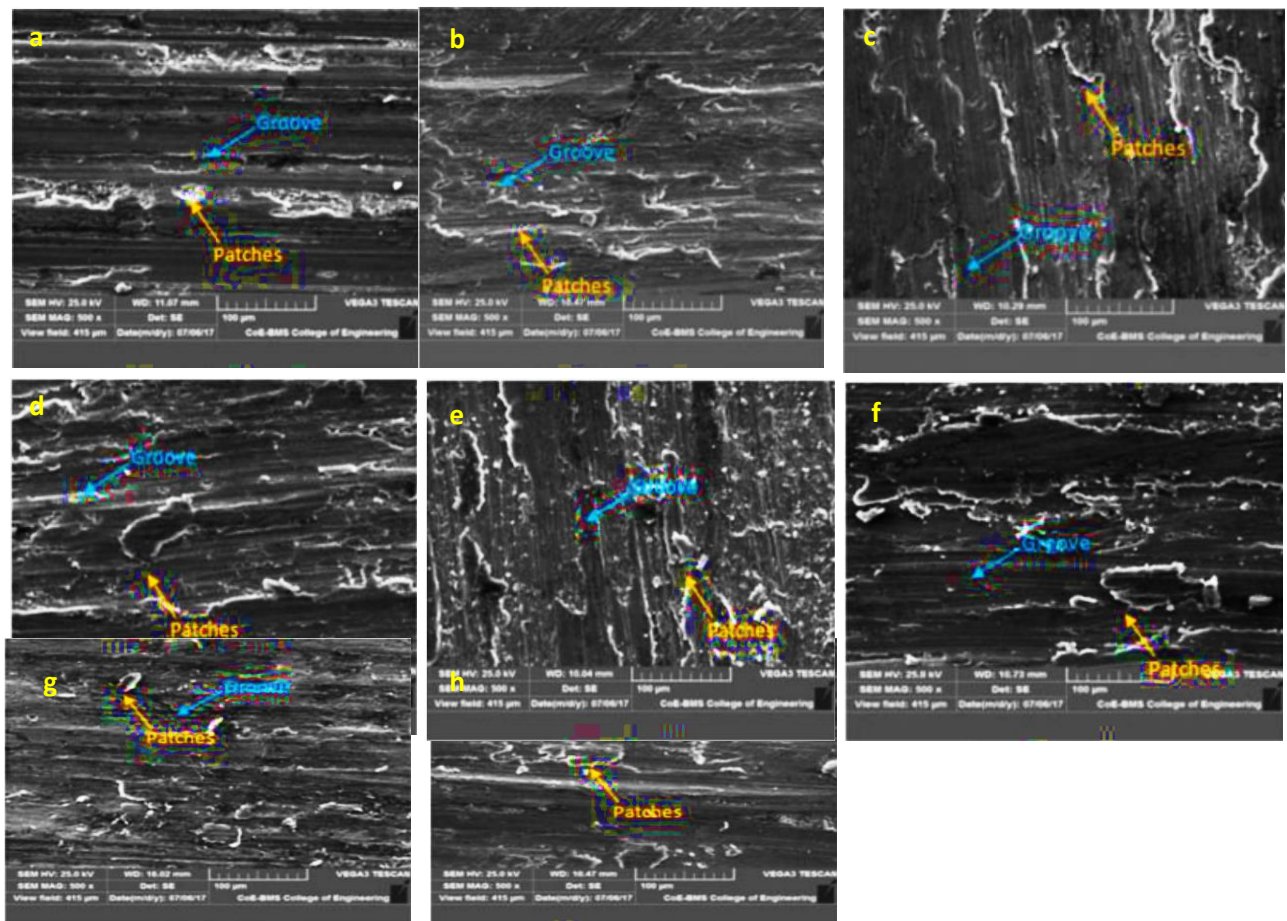 a
Groove
Patches
SEM HV: 25.0 kV WD: 11.07 mm VEGA3 TESCAN
SEM MAG: 500 x Det: SE 100 µm
View field: 415 µm Date(m/d/y): 07/06/17 CoE-BMS College of Engineering
b
Groove
Patches
SEM HV: 25.0 kV VEGA3 TESCAN
SEM MAG: 500 x Det: SE 100 µm
View field: 415 µm Date(m/d/y): 07/06/17 CoE-BMS College of Engineering
c
Patches
Groove
SEM HV: 25.0 kV WD: 10.29 mm VEGA3 TESCAN
SEM MAG: 500 x Det: SE 100 µm
View field: 415 µm Date(m/d/y): 07/06/17 CoE-BMS College of Engineering
d
Groove
Patches
e
Groove
Patches
SEM HV: 25.0 kV WD: 10.04 mm VEGA3 TESCAN
SEM MAG: 500 x Det: SE 100 µm
View field: 415 µm Date(m/d/y): 07/06/17 CoE-BMS College of Engineering
f
Groove
Patches
WD: 10.73 mm VEGA3 TESCAN
SEM MAG: 500 x Det: SE 100 µm
View field: 415 µm Date(m/d/y): 07/06/17 CoE-BMS College of Engineering
g
Groove
Patches
SEM HV: 25.0 kV VEGA3 TESCAN
SEM MAG: 500 x Det: SE 100 µm
View field: 415 µm Date(m/d/y): 07/06/17 CoE-BMS College of Engineering
h
Patches
SEM HV: 25.0 kV WD: 10.47 mm VEGA3 TESCAN
SEM MAG: 500 x Det: SE 100 µm
View field: 415 µm Date(m/d/y): 07/06/17 CoE-BMS College of Engineering